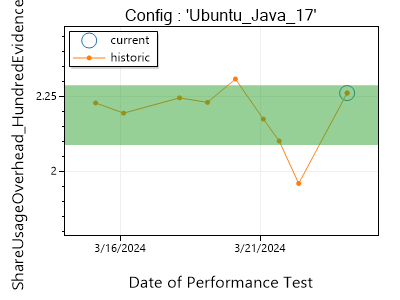 Config : 'Ubuntu_Java_17'
current
historic
ShareUsageOverhead_HundredEvidence
2.25
2
3/16/2024
3/21/2024
Date of Performance Test